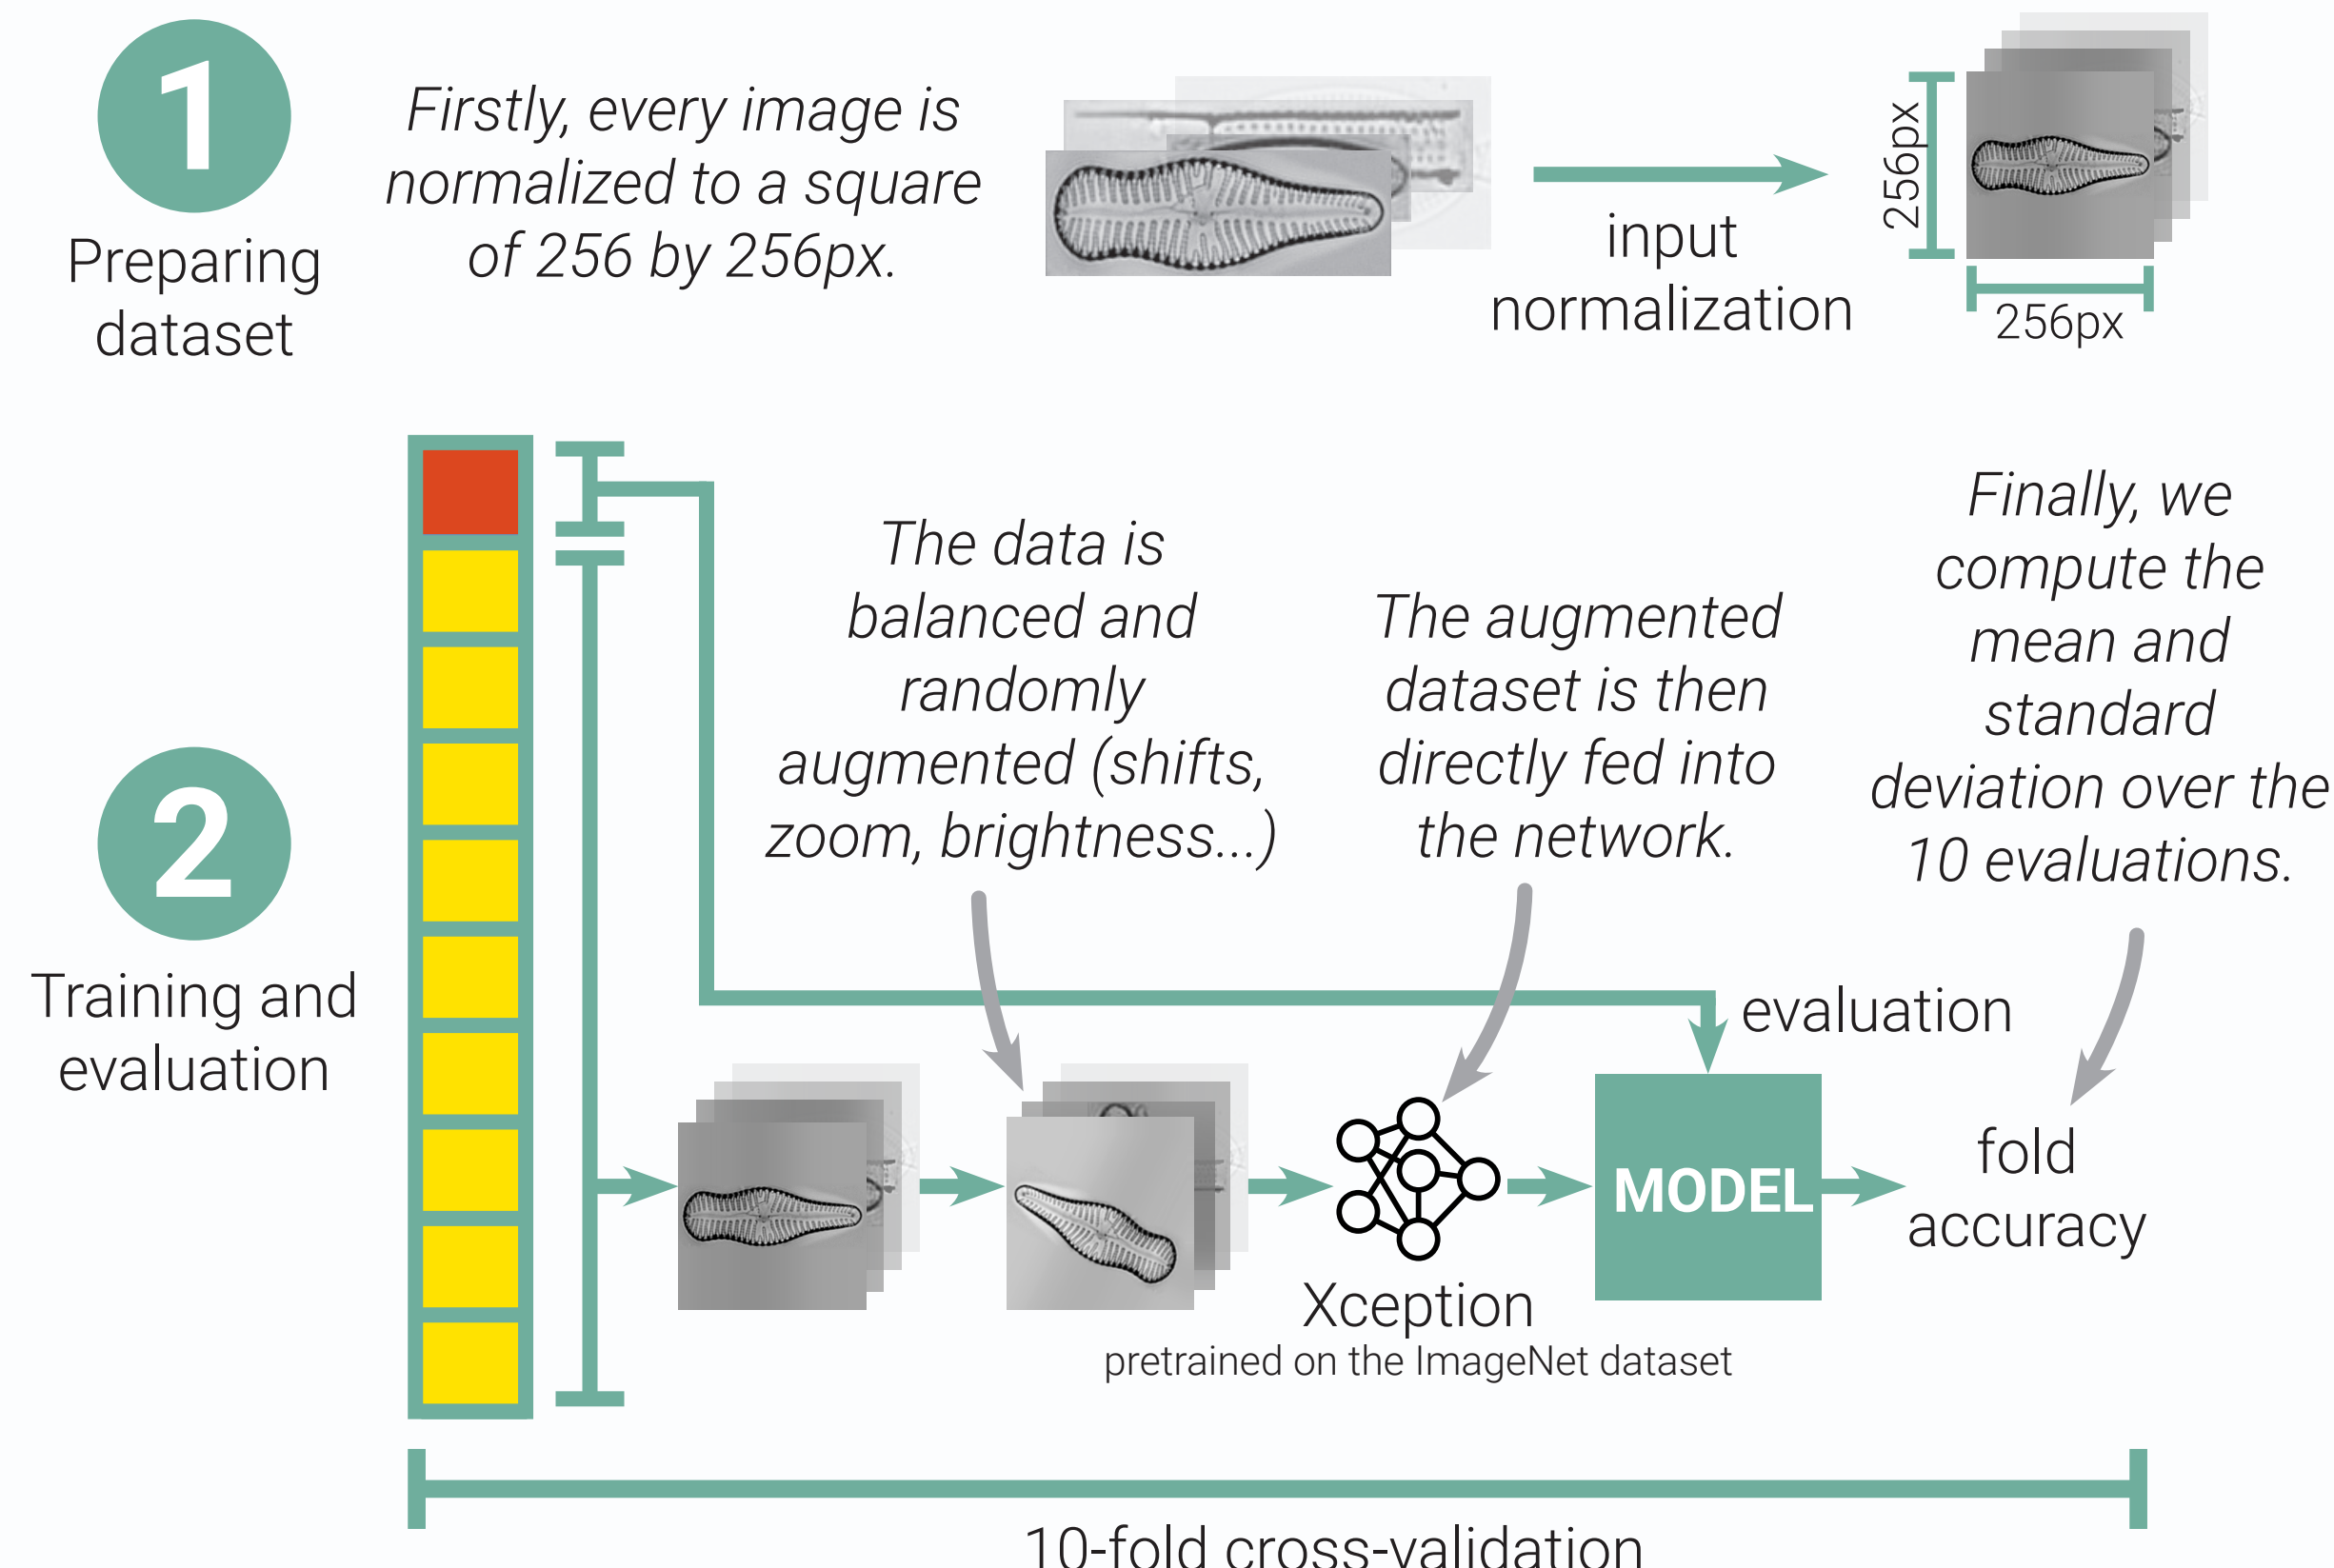 1
Preparing
dataset
Firstly, every image is
normalized to a square
of 256 by 256px.
input
normalization
256px
256px
2
Training and
evaluation
The data is
balanced and
randomly
augmented (shifts,
zoom, brightness...)
The augmented
dataset is then
directly fed into
the network.
Finally, we
compute the
mean and
standard
deviation over the
10 evaluations.
evaluation
Xception
pretrained on the ImageNet dataset
MODEL
fold
accuracy
10-fold cross-validation